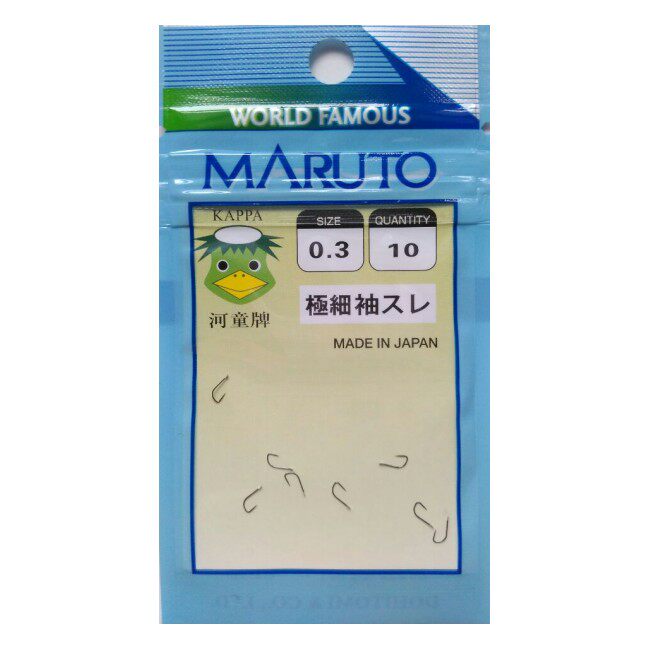 WORLD FAMOUS
MARUTO
KAPPA
河童牌
SIZE
0.3
QUANTITY
10
極細袖スレ
MADE IN JAPAN